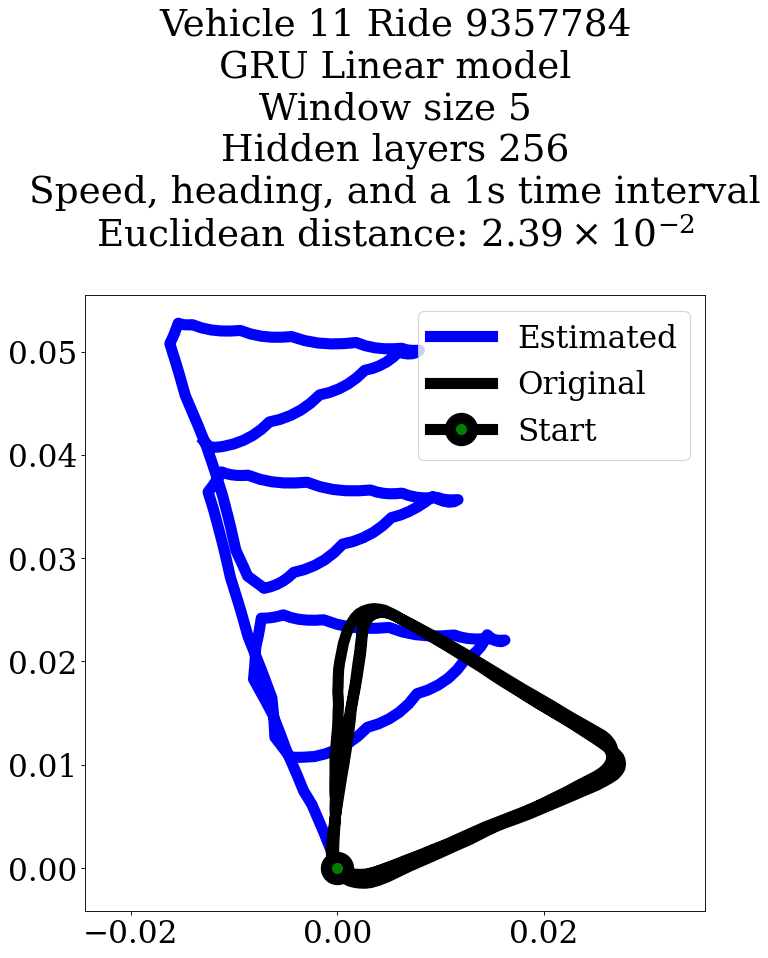 Vehicle 11 Ride 9357784
GRU Linear model
Window size 5
Hidden layers 256
Speed, heading, and a 1s time interval
Euclidean distance: 2.39 × 10⁻²
Estimated
Original
Start
0.05
0.04
0.03
0.02
0.01
0.00
−0.02 0.00 0.02